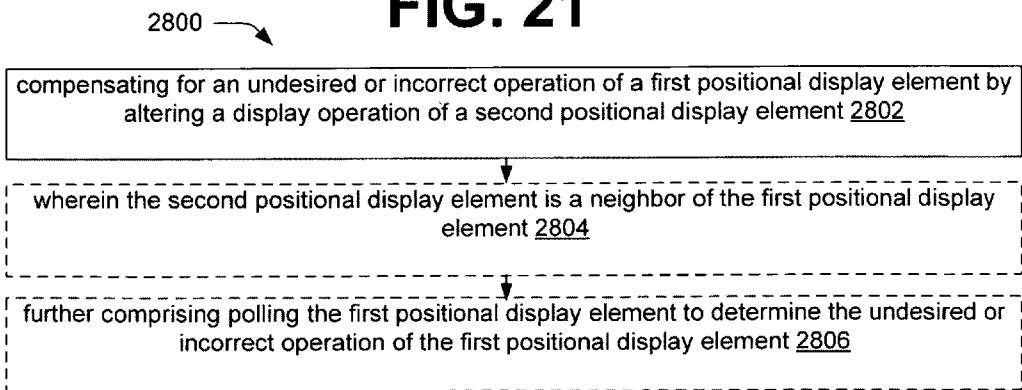 FIG. 21
2800
compensating for an undesired or incorrect operation of a first positional display element by
altering a display operation of a second positional display element 2802
wherein the second positional display element is a neighbor of the first positional display
element 2804
further comprising polling the first positional display element to determine the undesired or
incorrect operation of the first positional display element 2806